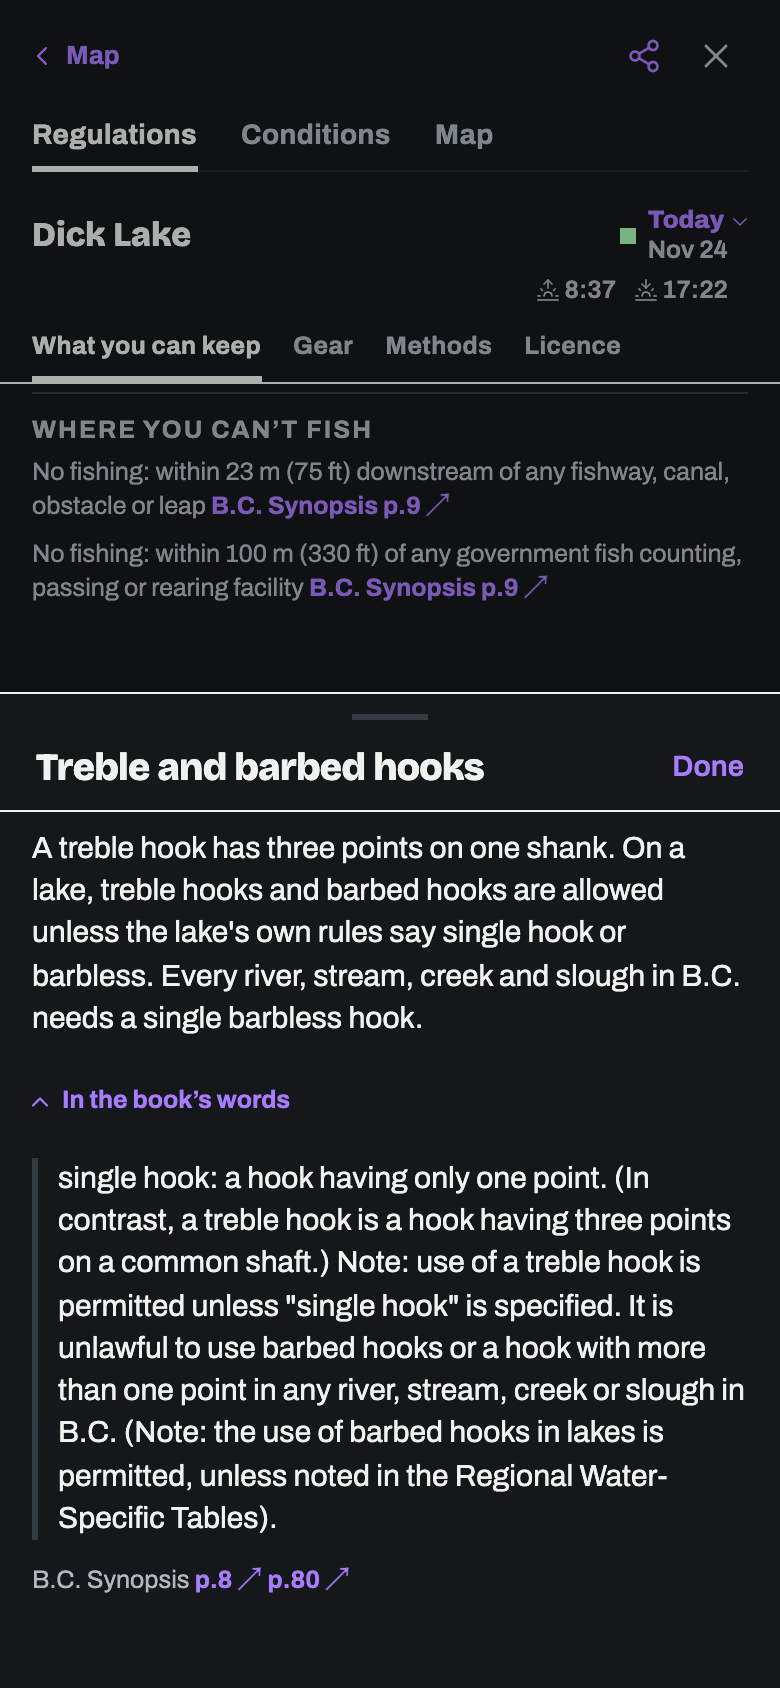 Map
Regulations Conditions Map
Dick Lake
Today
Nov 24
8:37 17:22
What you can keep Gear Methods Licence
WHERE YOU CAN’T FISH
No fishing: within 23 m (75 ft) downstream of any fishway, canal,
obstacle or leap B.C. Synopsis p.9
No fishing: within 100 m (330 ft) of any government fish counting,
passing or rearing facility B.C. Synopsis p.9
Treble and barbed hooks
Done
A treble hook has three points on one shank. On a
lake, treble hooks and barbed hooks are allowed
unless the lake's own rules say single hook or
barbless. Every river, stream, creek and slough in B.C.
needs a single barbless hook.
In the book’s words
single hook: a hook having only one point. (In
contrast, a treble hook is a hook having three points
on a common shaft.) Note: use of a treble hook is
permitted unless "single hook" is specified. It is
unlawful to use barbed hooks or a hook with more
than one point in any river, stream, creek or slough in
B.C. (Note: the use of barbed hooks in lakes is
permitted, unless noted in the Regional Water-
Specific Tables).
B.C. Synopsis p.8 p.80